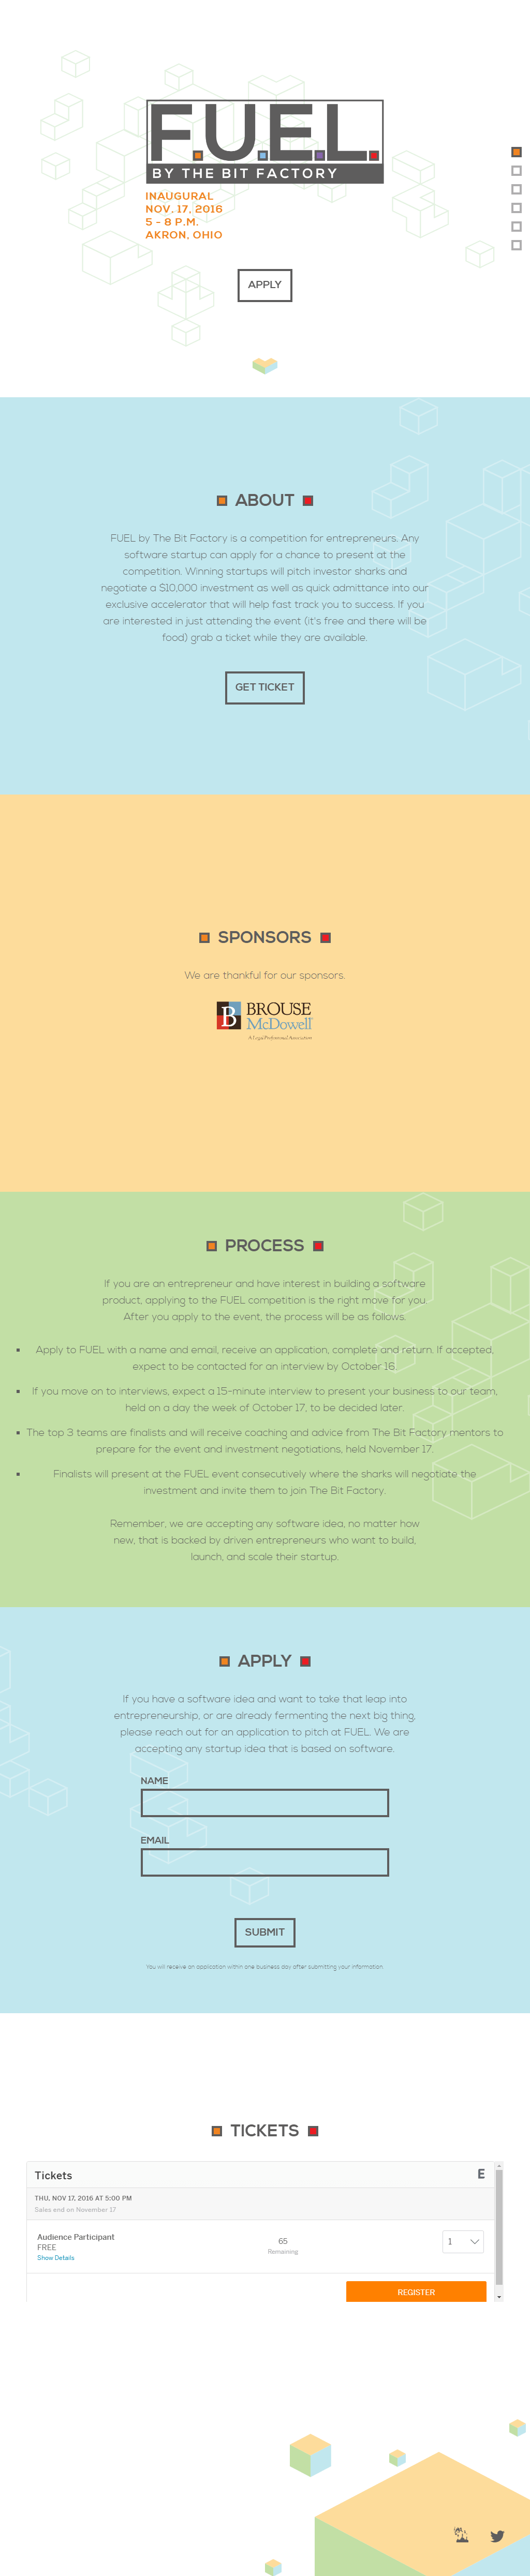 F.U.E.L.
BY THE BIT FACTORY
INAUGURAL
NOV. 17, 2016
5 - 8 P.M.
AKRON, OHIO
APPLY
ABOUT
FUEL by The Bit Factory is a competition for entrepreneurs. Any
software startup can apply for a chance to present at the
competition. Winning startups will pitch investor sharks and
negotiate a $10,000 investment as well as quick admittance into our
exclusive accelerator that will help fast track you to success. If you
are interested in just attending the event (it's free and there will be
food) grab a ticket while they are available.
GET TICKET
SPONSORS
We are thankful for our sponsors.
B BROUSE
McDowell
A Legal Professional Association
PROCESS
If you are an entrepreneur and have interest in building a software
product, applying to the FUEL competition is the right move for you.
After you apply to the event, the process will be as follows.
Apply to FUEL with a name and email, receive an application, complete and return. If accepted,
expect to be contacted for an interview by October 16.
If you move on to interviews, expect a 15-minute interview to present your business to our team,
held on a day the week of October 17, to be decided later.
The top 3 teams are finalists and will receive coaching and advice from The Bit Factory mentors to
prepare for the event and investment negotiations, held November 17.
Finalists will present at the FUEL event consecutively where the sharks will negotiate the
investment and invite them to join The Bit Factory.
Remember, we are accepting any software idea, no matter how
new, that is backed by driven entrepreneurs who want to build,
launch, and scale their startup.
APPLY
If you have a software idea and want to take that leap into
entrepreneurship, or are already fermenting the next big thing,
please reach out for an application to pitch at FUEL. We are
accepting any startup idea that is based on software.
NAME
EMAIL
SUBMIT
You will receive an application within one business day after submitting your information.
TICKETS
Tickets E
THU, NOV 17, 2016 AT 5:00 PM
Sales end on November 17
Audience Participant
FREE
Show Details
65
Remaining
1
REGISTER